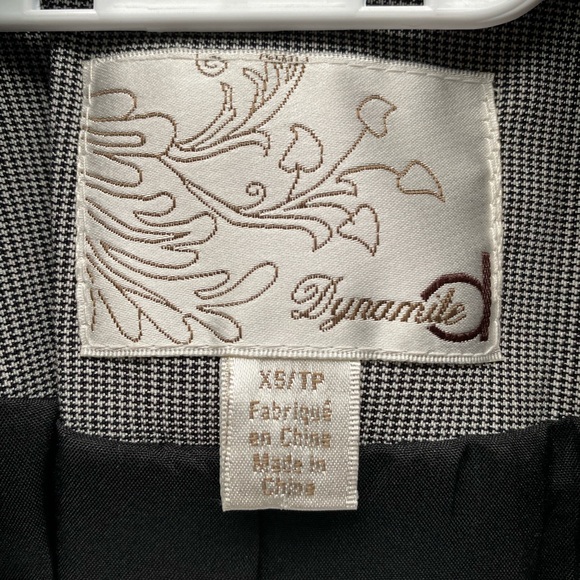 Dynamite
d
XS/TP
Fabriqué
en Chine
Made in
China